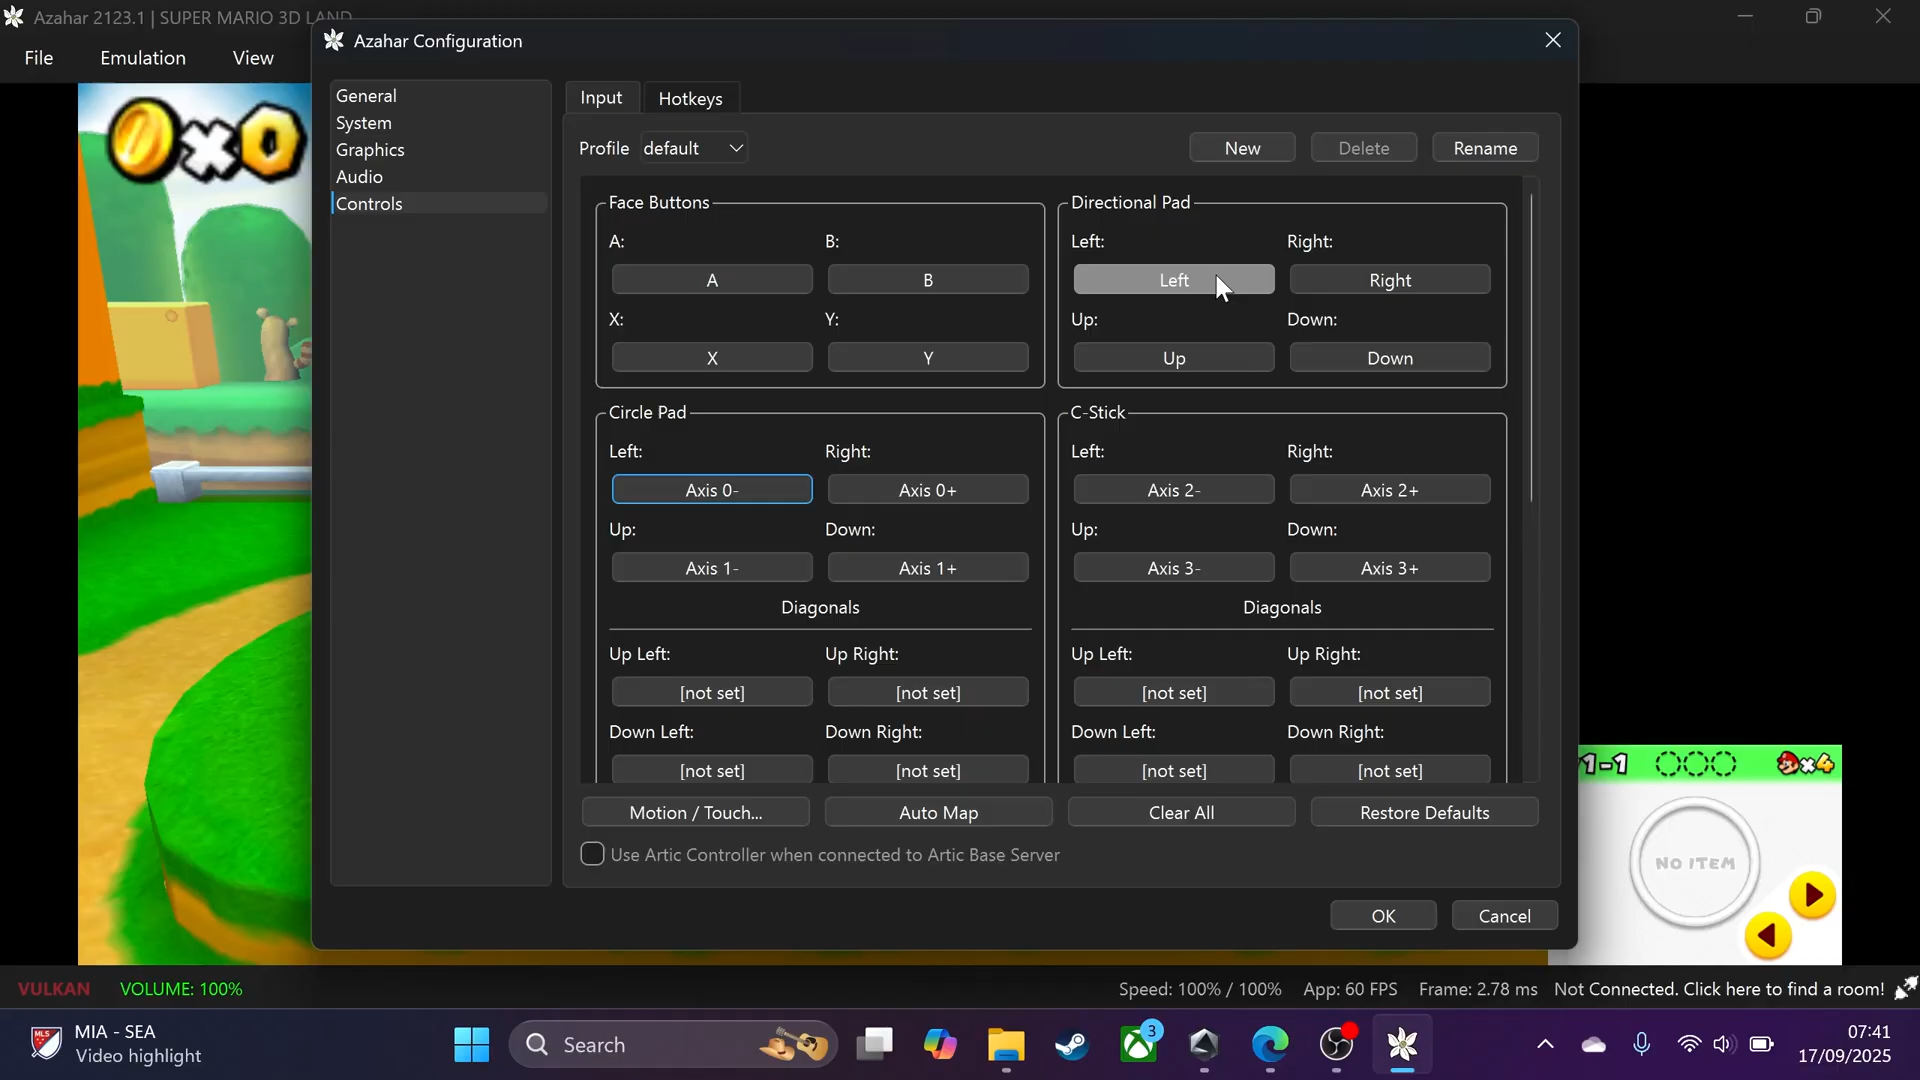 Azahar 2123.1 | SUPER MARIO 3D LAND
File Emulation View
Azahar Configuration
General
System
Graphics
Audio
Controls
Input Hotkeys
Profile default New Delete Rename
Face Buttons
A: B:
A B
X: Y:
X Y
Directional Pad
Left: Right:
Left Right
Up: Down:
Up Down
Circle Pad
Left: Right:
Axis 0- Axis 0+
Up: Down:
Axis 1- Axis 1+
Diagonals
Up Left: Up Right:
[not set] [not set]
Down Left: Down Right:
[not set] [not set]
C-Stick
Left: Right:
Axis 2- Axis 2+
Up: Down:
Axis 3- Axis 3+
Diagonals
Up Left: Up Right:
[not set] [not set]
Down Left: Down Right:
[not set] [not set]
Motion / Touch... Auto Map Clear All Restore Defaults
Use Artic Controller when connected to Artic Base Server
OK Cancel
×0
1-1 ×4
NO ITEM
VULKAN VOLUME: 100% Speed: 100% / 100% App: 60 FPS Frame: 2.78 ms Not Connected. Click here to find a room!
MIA - SEA
Video highlight
MLS
Search
3
07:41
17/09/2025